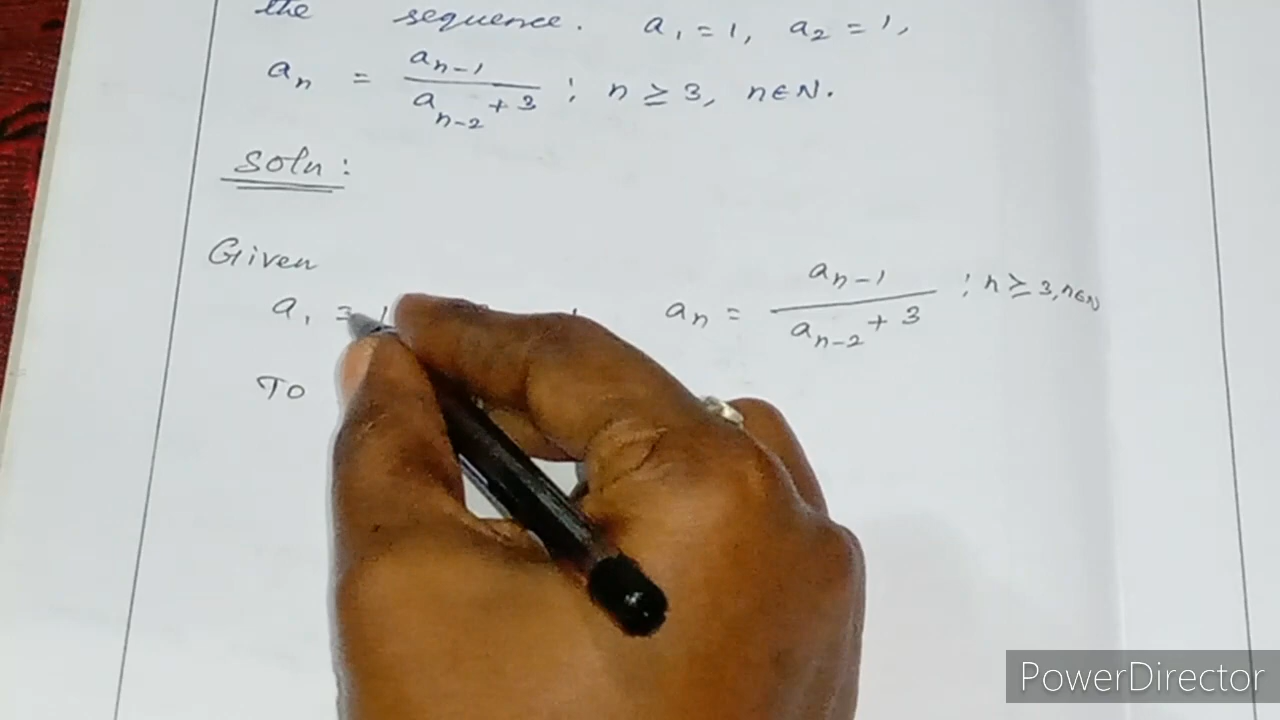 the sequence. a₁ = 1, a₂ = 1,
aₙ = aₙ₋₁ / aₙ₋₂ + 3 ; n ≥ 3, n ∈ N.
Soln :
Given
a₁ = 1 aₙ = aₙ₋₁ / aₙ₋₂ + 3 ; n ≥ 3, n ∈ N
To
PowerDirector